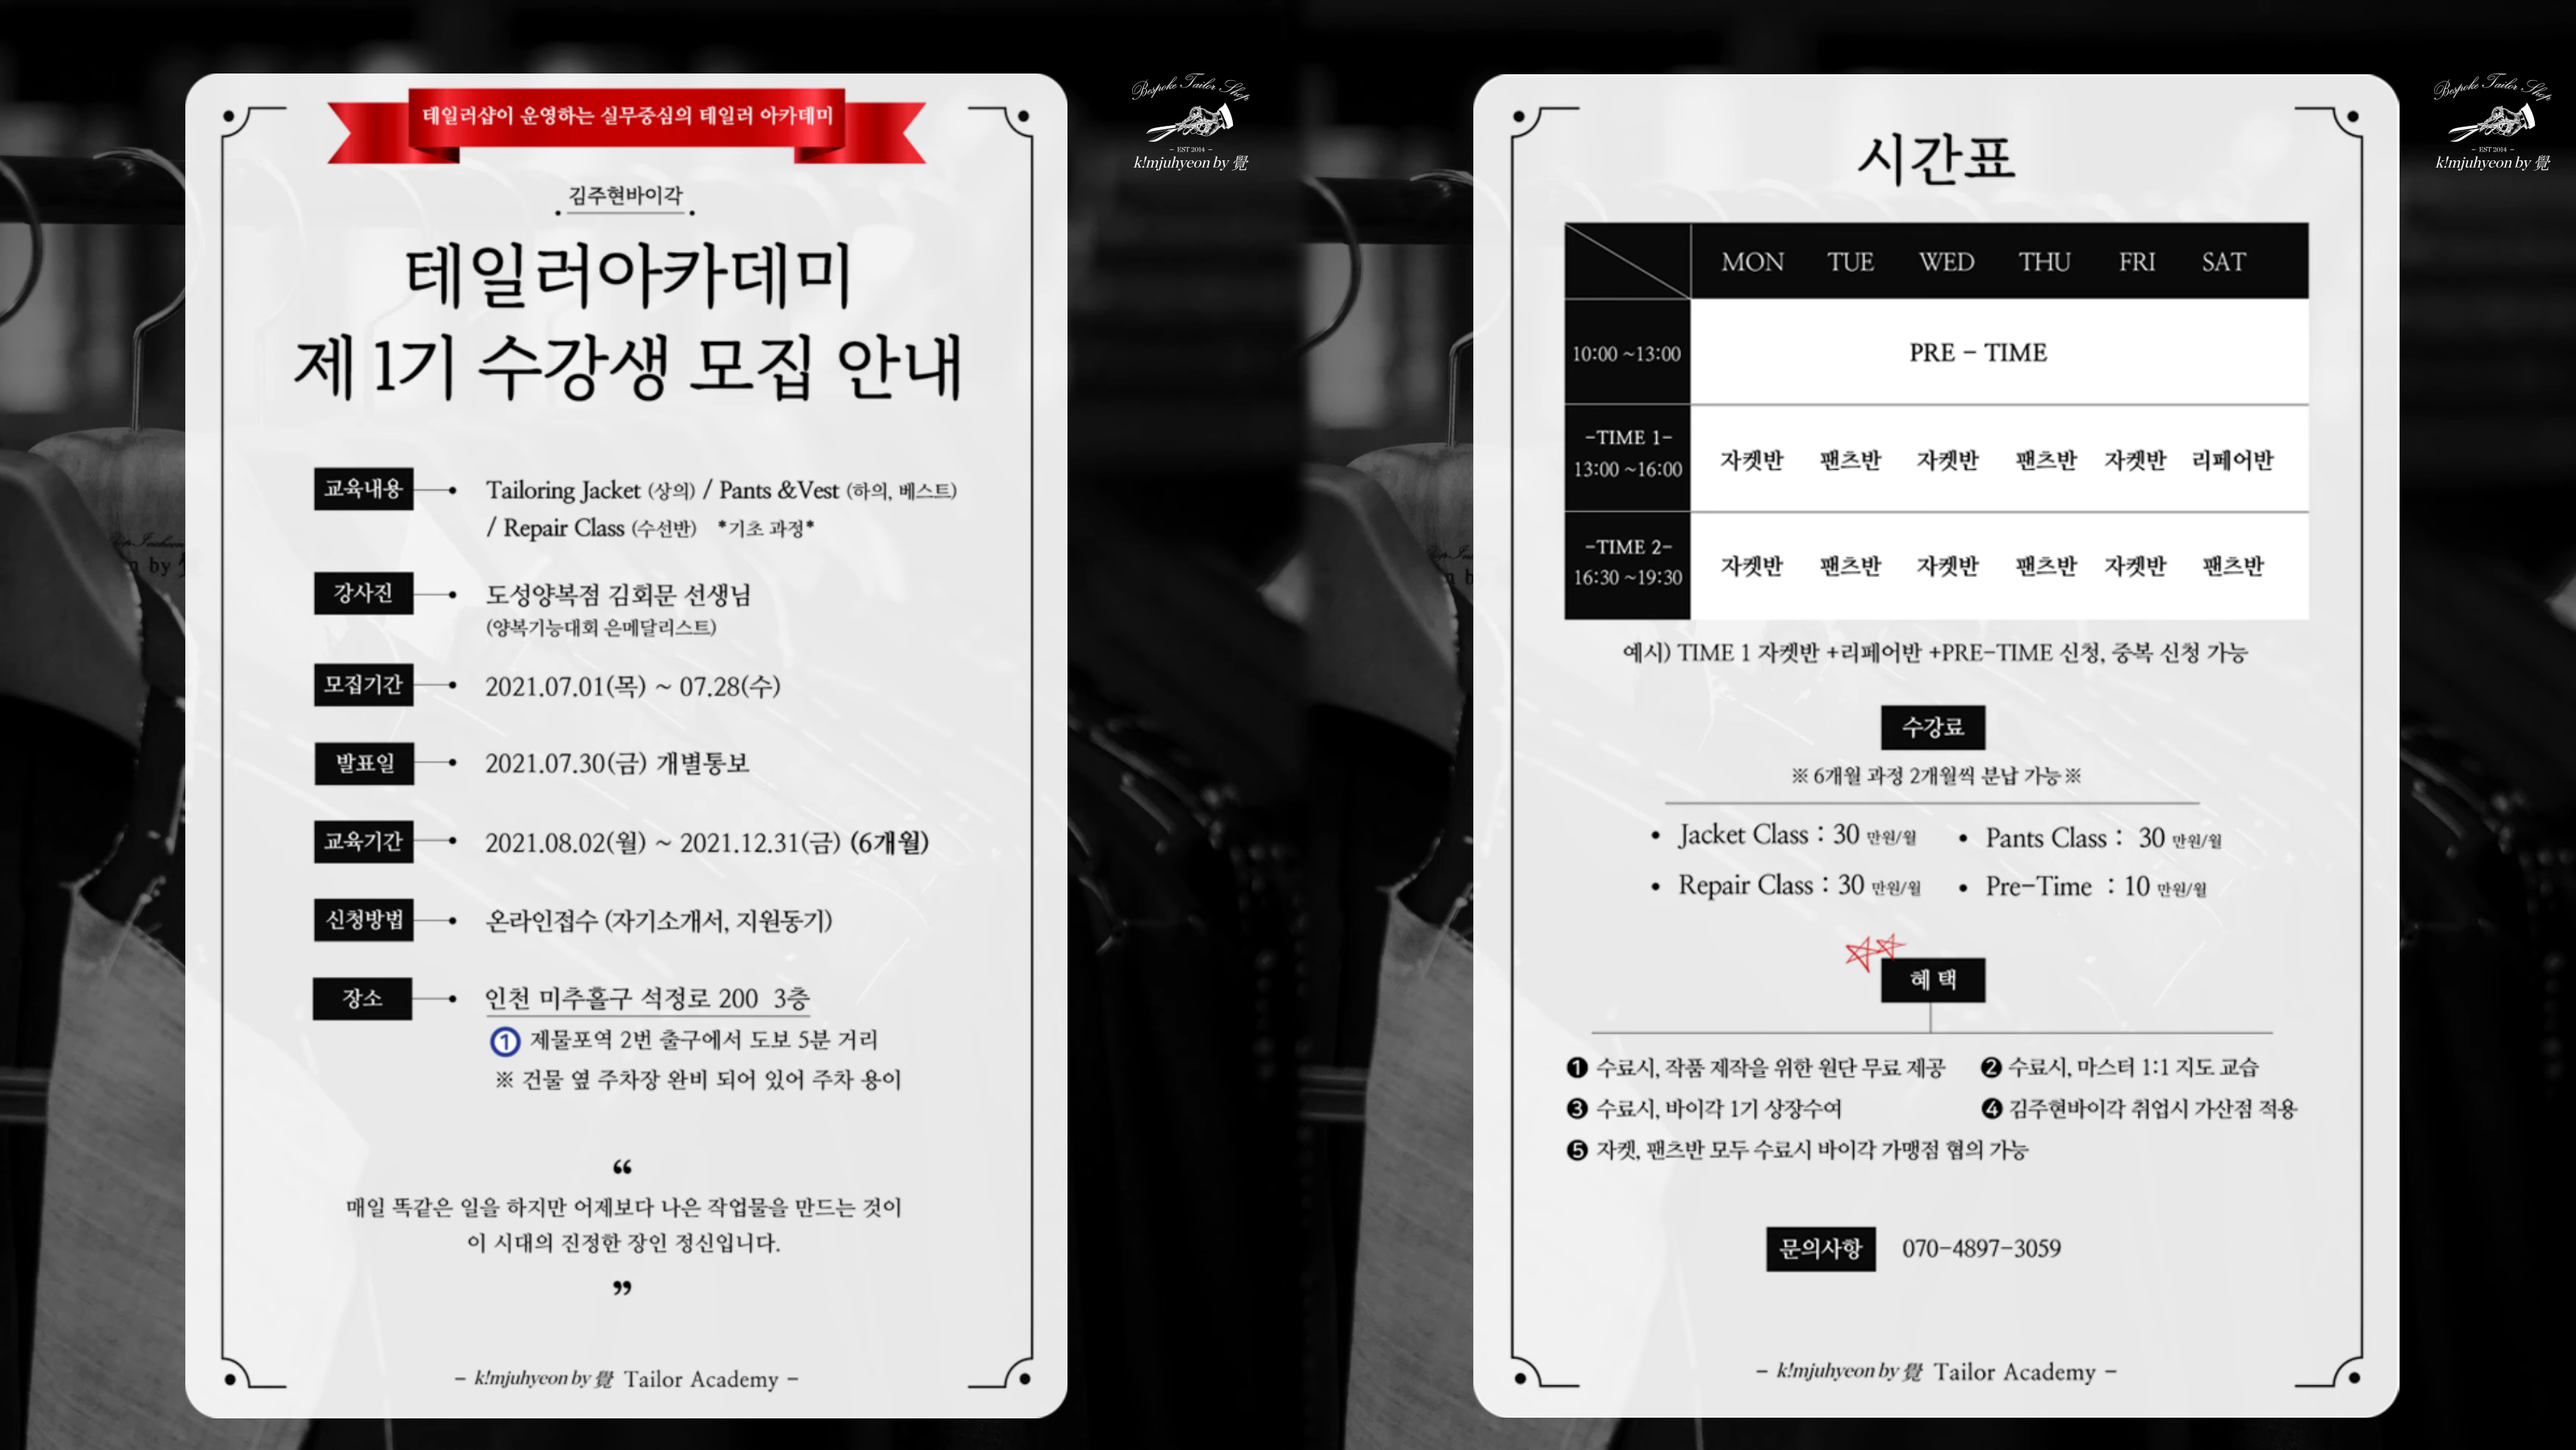 테일러샵이 운영하는 실무중심의 테일러 아카데미
김주현바이각
테일러아카데미
제 1기 수강생 모집 안내
교육내용 Tailoring Jacket (상의) / Pants &Vest (하의, 베스트)
/ Repair Class (수선반) *기초 과정*
강사진 도성양복점 김회문 선생님
(양복기능대회 은메달리스트)
모집기간 2021.07.01(목) ~ 07.28(수)
발표일 2021.07.30(금) 개별통보
교육기간 2021.08.02(월) ~ 2021.12.31(금) (6개월)
신청방법 온라인접수 (자기소개서, 지원동기)
장소 인천 미추홀구 석정로 200 3층
① 제물포역 2번 출구에서 도보 5분 거리
※ 건물 옆 주차장 완비 되어 있어 주차 용이
❝
매일 똑같은 일을 하지만 어제보다 나은 작업물을 만드는 것이
이 시대의 진정한 장인 정신입니다.
❞
- k!mjuhyeon by 覺 Tailor Academy -
Bespoke Tailor Shop
- EST 2014 -
k!mjuhyeon by 覺
시간표
MON TUE WED THU FRI SAT
10:00 ~13:00 PRE - TIME
-TIME 1-
13:00 ~16:00 자켓반 팬츠반 자켓반 팬츠반 자켓반 리페어반
-TIME 2-
16:30 ~19:30 자켓반 팬츠반 자켓반 팬츠반 자켓반 팬츠반
예시) TIME 1 자켓반 +리페어반 +PRE-TIME 신청, 중복 신청 가능
수강료
※ 6개월 과정 2개월씩 분납 가능※
• Jacket Class : 30 만원/월 • Pants Class : 30 만원/월
• Repair Class : 30 만원/월 • Pre-Time : 10 만원/월
혜 택
❶ 수료시, 작품 제작을 위한 원단 무료 제공 ❷ 수료시, 마스터 1:1 지도 교습
❸ 수료시, 바이각 1기 상장수여 ❹ 김주현바이각 취업시 가산점 적용
❺ 자켓, 팬츠반 모두 수료시 바이각 가맹점 협의 가능
문의사항 070-4897-3059
- k!mjuhyeon by 覺 Tailor Academy -
Bespoke Tailor Shop
- EST 2014 -
k!mjuhyeon by 覺